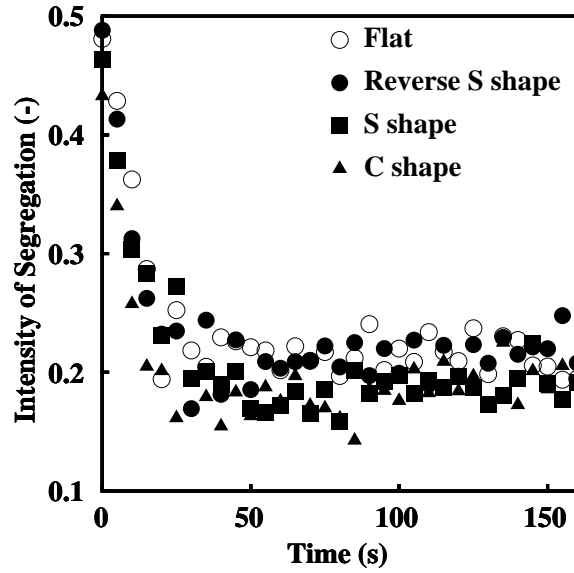 0.5
0.4
0.3
0.2
0.1
Intensity of Segregation (-)
Flat
Reverse S shape
S shape
C shape
0
50
100
150
Time (s)